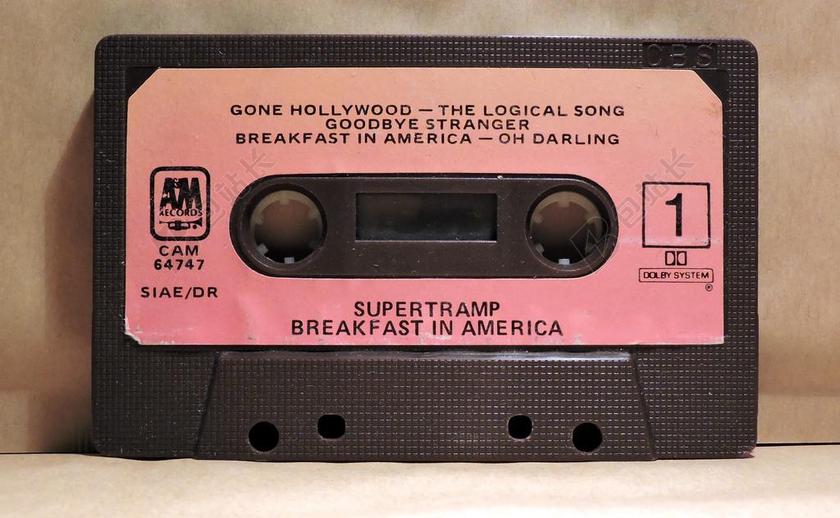 CBS
GONE HOLLYWOOD — THE LOGICAL SONG
GOODBYE STRANGER
BREAKFAST IN AMERICA — OH DARLING
A&M
RECORDS
CAM
64747
SIAE/DR
1
DOLBY SYSTEM
℗
SUPERTRAMP
BREAKFAST IN AMERICA